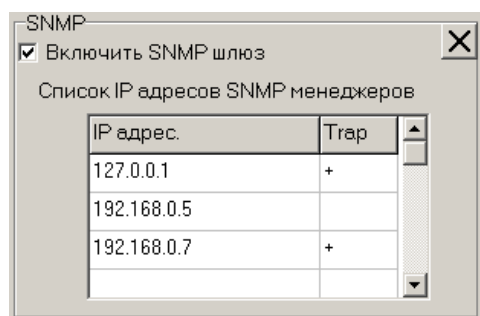 SNMP
Включить SNMP шлюз
Список IP адресов SNMP менеджеров
IP адрес. Trap
127.0.0.1 +
192.168.0.5
192.168.0.7 +